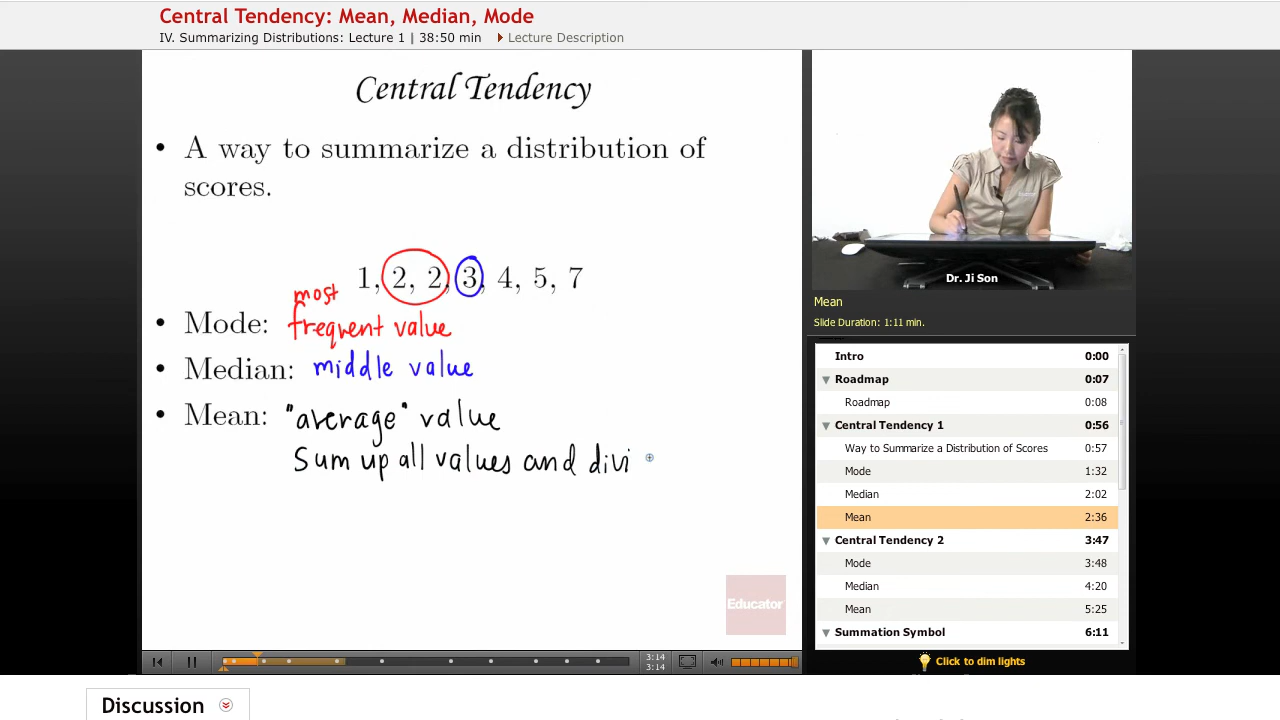 Central Tendency: Mean, Median, Mode
IV. Summarizing Distributions: Lecture 1 | 38:50 min Lecture Description
Central Tendency
• A way to summarize a distribution of
scores.
1, 2, 2, 3, 4, 5, 7
most
• Mode: frequent value
• Median: middle value
• Mean: "average" value
Sum up all values and divi
Educator
3:14
3:14
Dr. Ji Son
Mean
Slide Duration: 1:11 min.
Intro 0:00
Roadmap 0:07
Roadmap 0:08
Central Tendency 1 0:56
Way to Summarize a Distribution of Scores 0:57
Mode 1:32
Median 2:02
Mean 2:36
Central Tendency 2 3:47
Mode 3:48
Median 4:20
Mean 5:25
Summation Symbol 6:11
Click to dim lights
Discussion